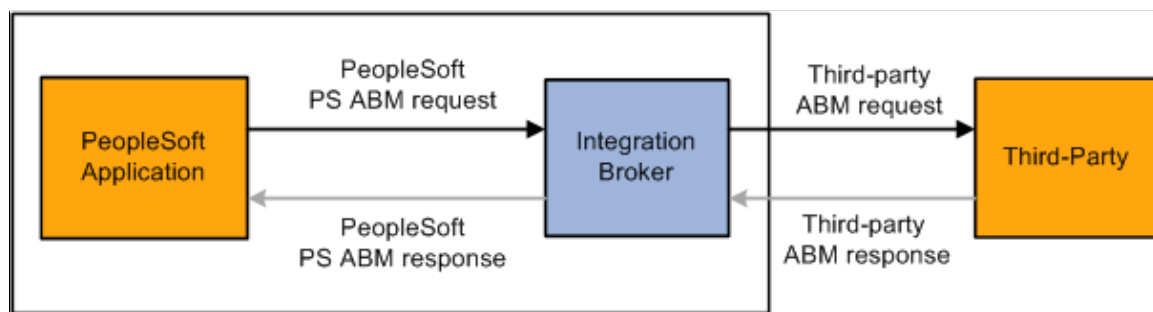 PeopleSoft
PS ABM request
Third-party
ABM request
PeopleSoft
Application
Integration
Broker
Third-Party
PeopleSoft
PS ABM response
Third-party
ABM response